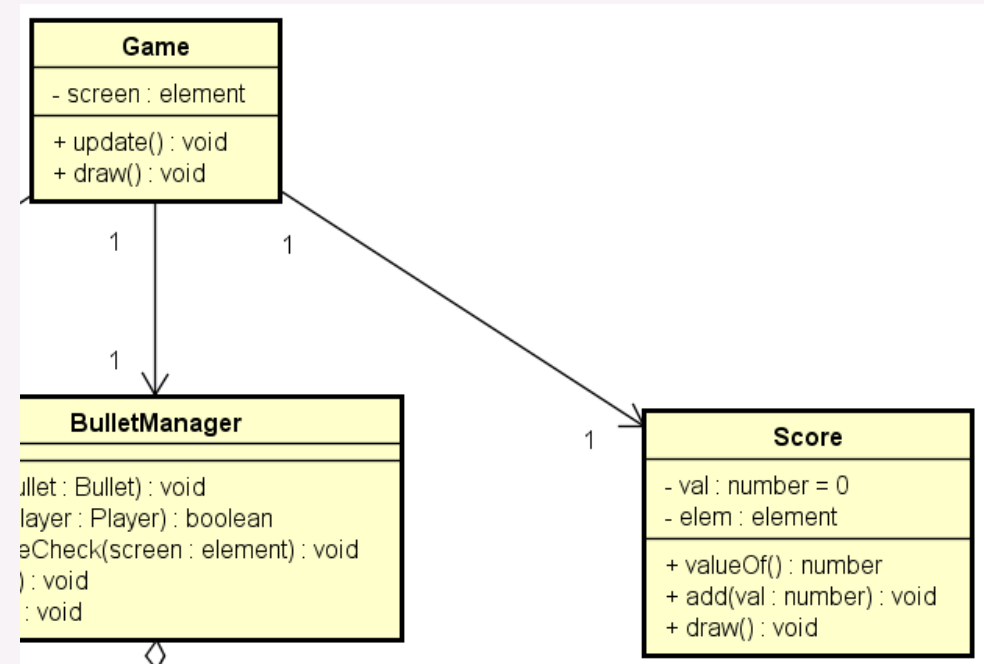 Game
- screen : element
+ update() : void
+ draw() : void
1
1
1
1
BulletManager
ullet : Bullet) : void
layer : Player) : boolean
eCheck(screen : element) : void
) : void
: void
Score
- val : number = 0
- elem : element
+ valueOf() : number
+ add(val : number) : void
+ draw() : void